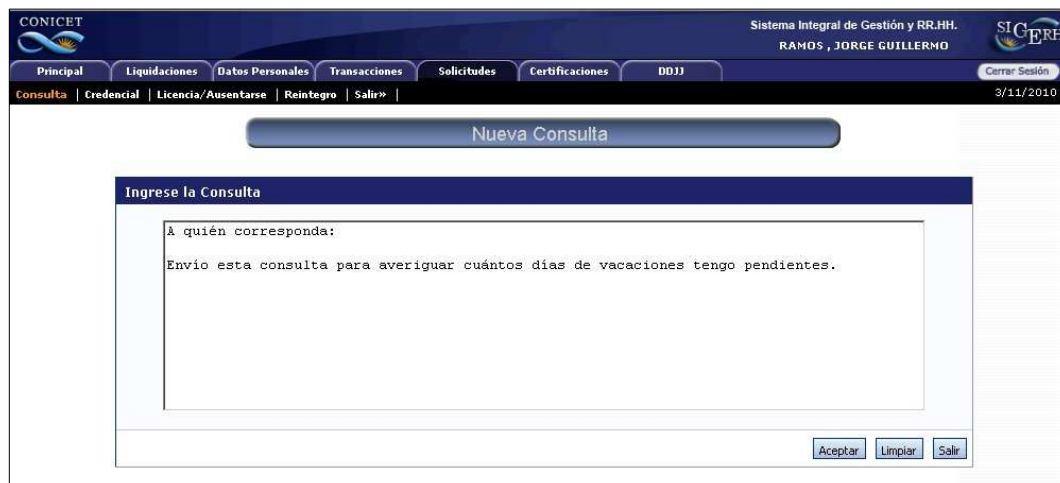 CONICET
Sistema Integral de Gestión y RR.HH.
RAMOS , JORGE GUILLERMO
SIGERH
Principal Liquidaciones Datos Personales Transacciones Solicitudes Certificaciones DDJJ Cerrar Sesión
Consulta | Credencial | Licencia/Ausentarse | Reintegro | Salir» | 3/11/2010
Nueva Consulta
Ingrese la Consulta
A quién corresponda:
Envío esta consulta para averiguar cuántos días de vacaciones tengo pendientes.
Aceptar Limpiar Salir